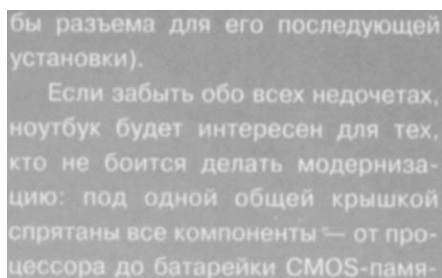 бы разъема для его последующей
установки).
Если забыть обо всех недочетах,
ноутбук будет интересен для тех,
кто не боится делать модерниза-
цию: под одной общей крышкой
спрятаны все компоненты — от про-
цессора до батарейки CMOS-памя-